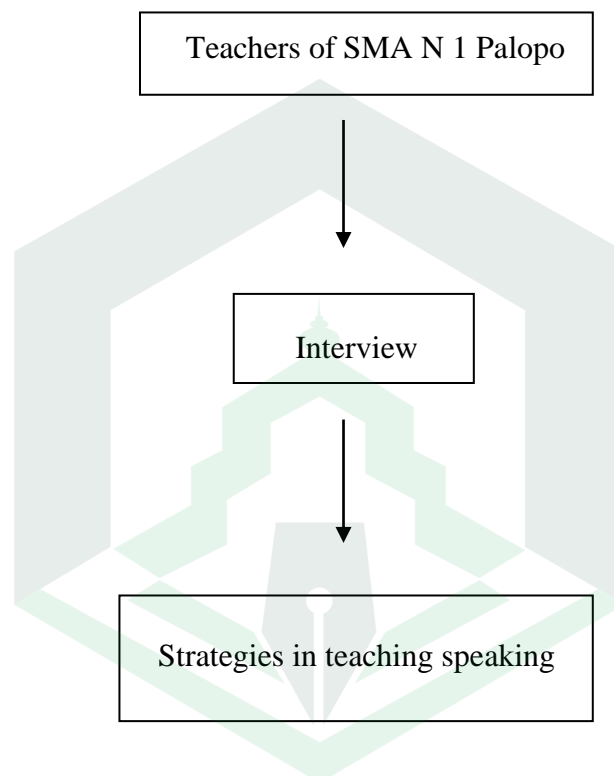 Teachers of SMA N 1 Palopo
Interview
Strategies in teaching speaking